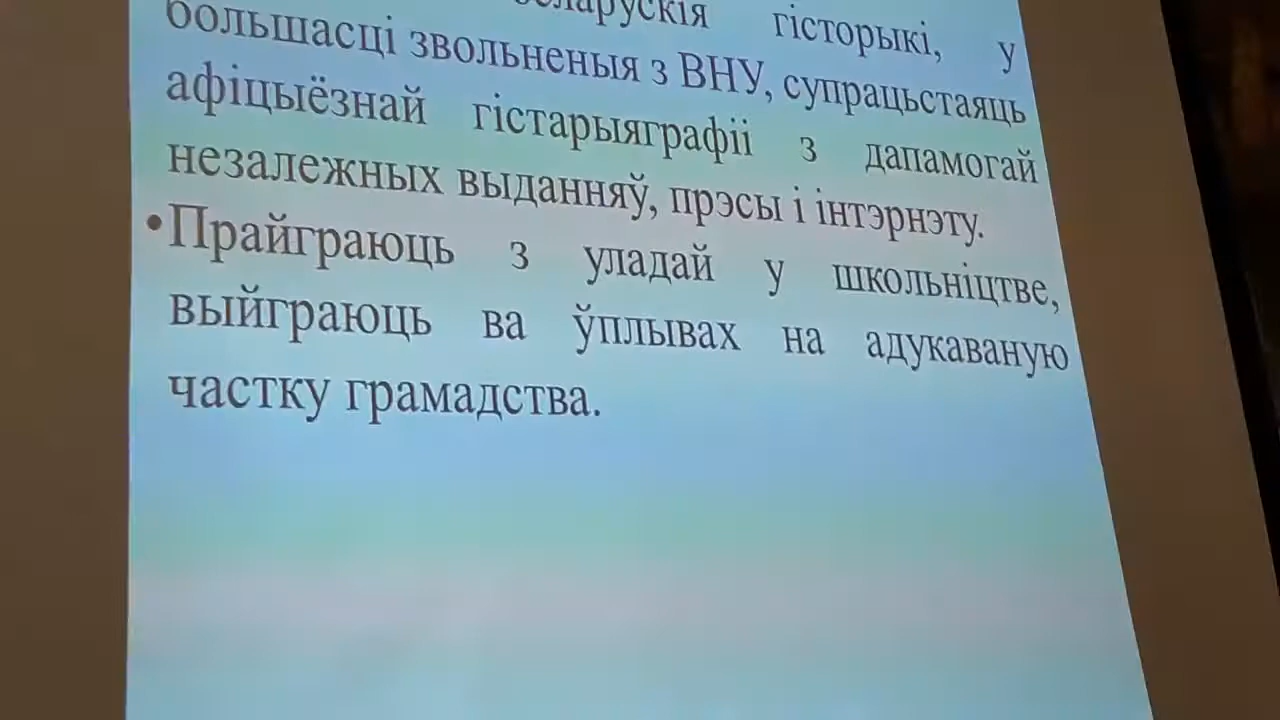 беларускія гісторыкі, у
большасці звольненыя з ВНУ, супрацьстаяць
афіцыёзнай гістарыяграфіі з дапамогай
незалежных выданняў, прэсы і інтэрнэту.
•Прайграюць з уладай у школьніцтве,
выйграюць ва ўплывах на адукаваную
частку грамадства.